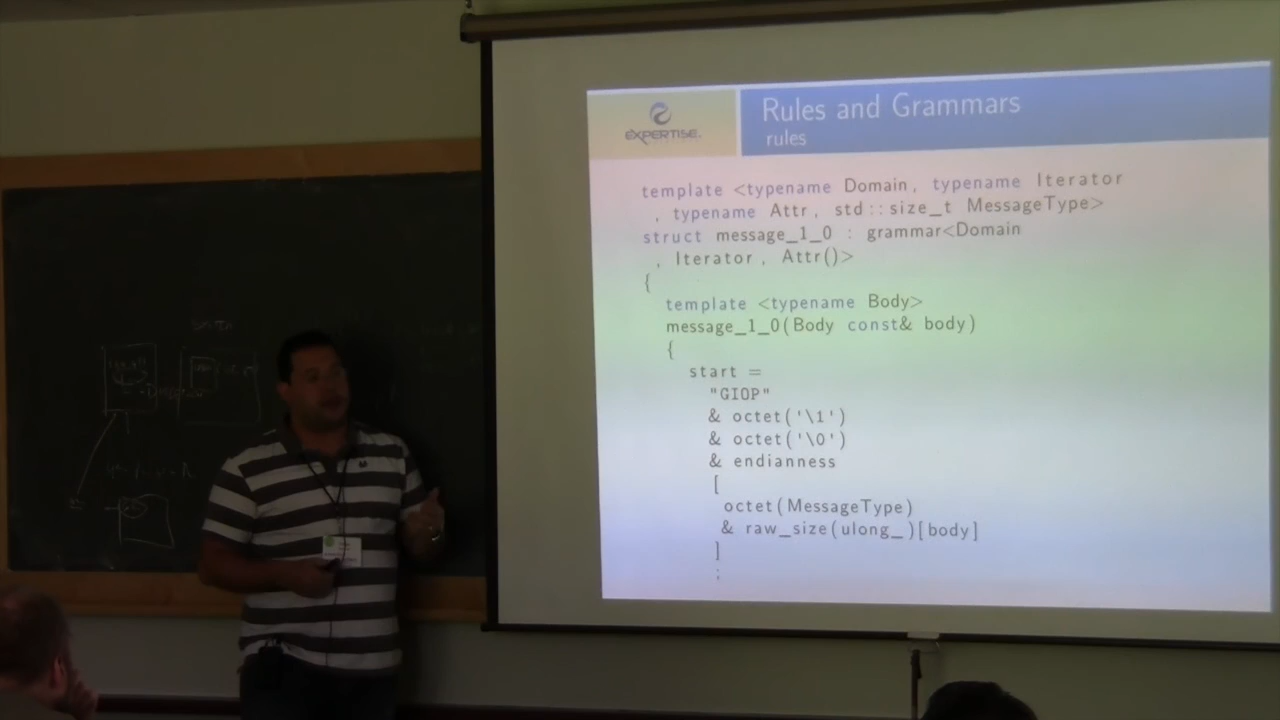 EXPERTISE.
Rules and Grammars
rules
template <typename Domain, typename Iterator
, typename Attr, std::size_t MessageType>
struct message_1_0 : grammar<Domain
, Iterator, Attr()>
{
template <typename Body>
message_1_0(Body const& body)
{
start =
"GIOP"
& octet('\1')
& octet('\0')
& endianness
[
octet(MessageType)
& raw_size(ulong_)[body]
]
;